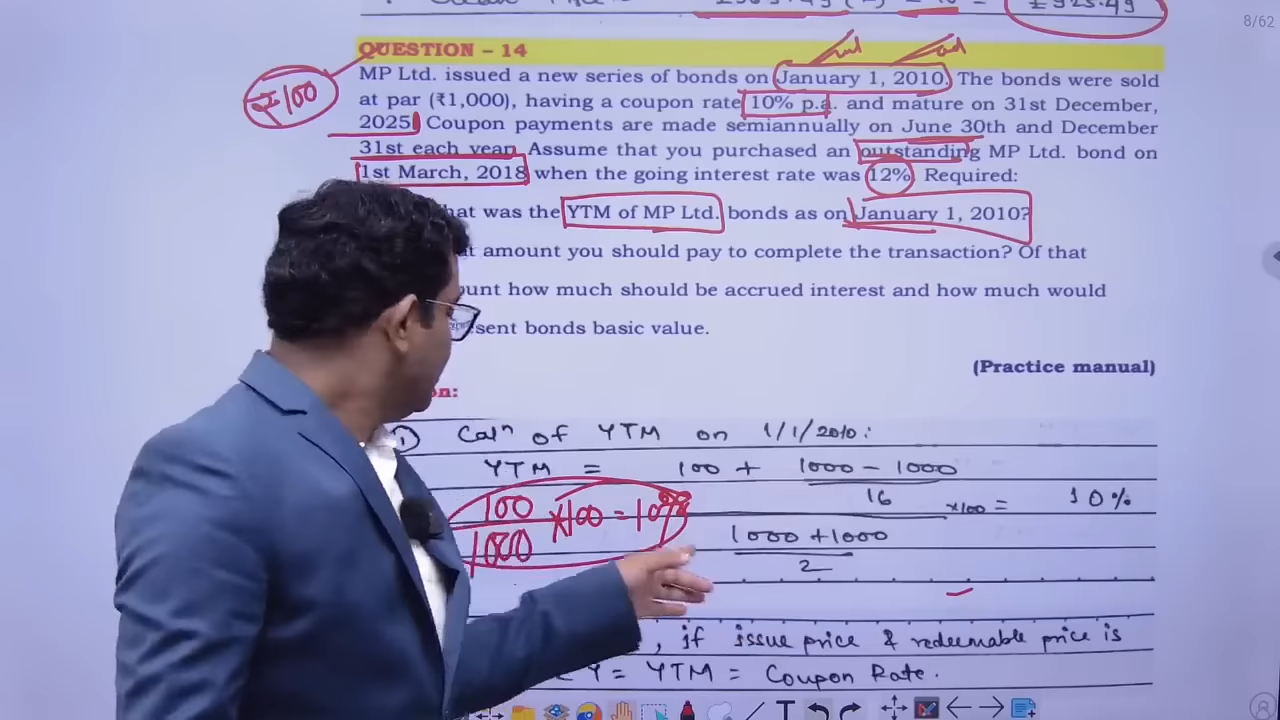 8/62
QUESTION – 14
₹100
MP Ltd. issued a new series of bonds on January 1, 2010. The bonds were sold
at par (₹1,000), having a coupon rate 10% p.a. and mature on 31st December,
2025. Coupon payments are made semiannually on June 30th and December
31st each year. Assume that you purchased an outstanding MP Ltd. bond on
1st March, 2018 when the going interest rate was 12%. Required:
hat was the YTM of MP Ltd. bonds as on January 1, 2010?
t amount you should pay to complete the transaction? Of that
ount how much should be accrued interest and how much would
sent bonds basic value.
(Practice manual)
n:
① Calⁿ of YTM on 1/1/2010:
YTM = 100 + 1000 - 1000
16 ×100 = 10%
100 ×100 = 10%
1000
1000 + 1000
2
, if issue price & redeemable price is
Y = YTM = Coupon Rate.